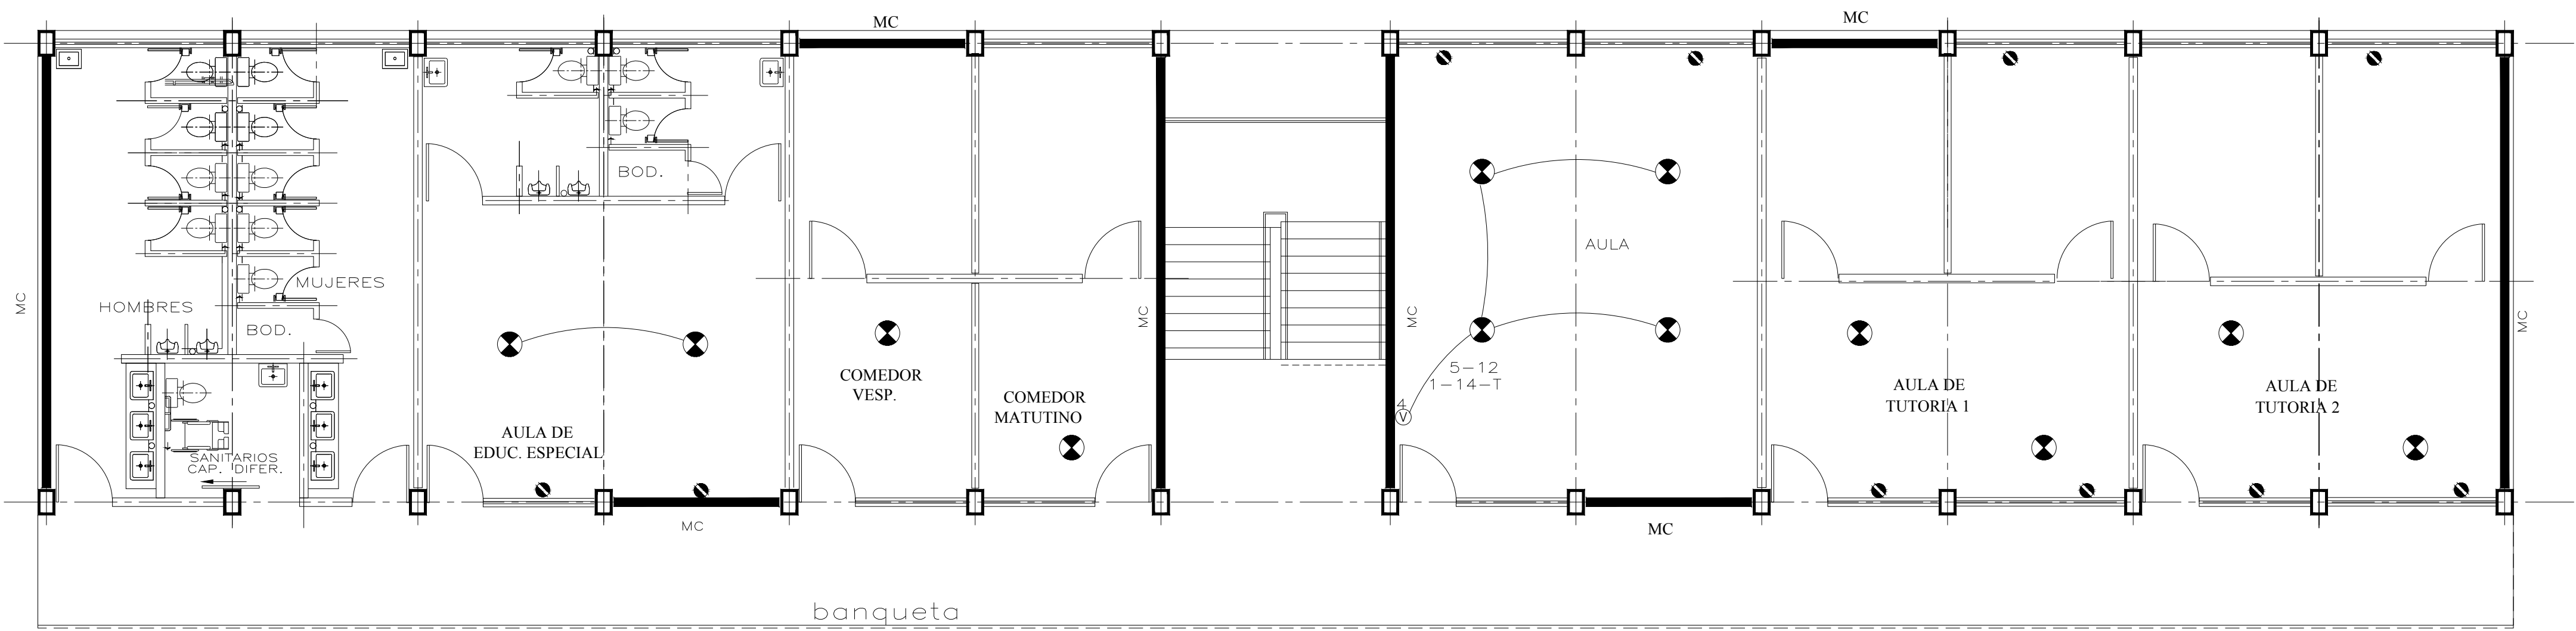 MC
MC
BOD.
AULA
MUJERES
HOMBRES
MC
BOD.
MC
MC
MC
5-12
1-14-T
4
V
COMEDOR
VESP.
COMEDOR
MATUTINO
AULA DE
TUTORIA 1
AULA DE
TUTORIA 2
AULA DE
EDUC. ESPECIAL
SANITARIOS
CAP. DIFER.
MC
MC
banqueta